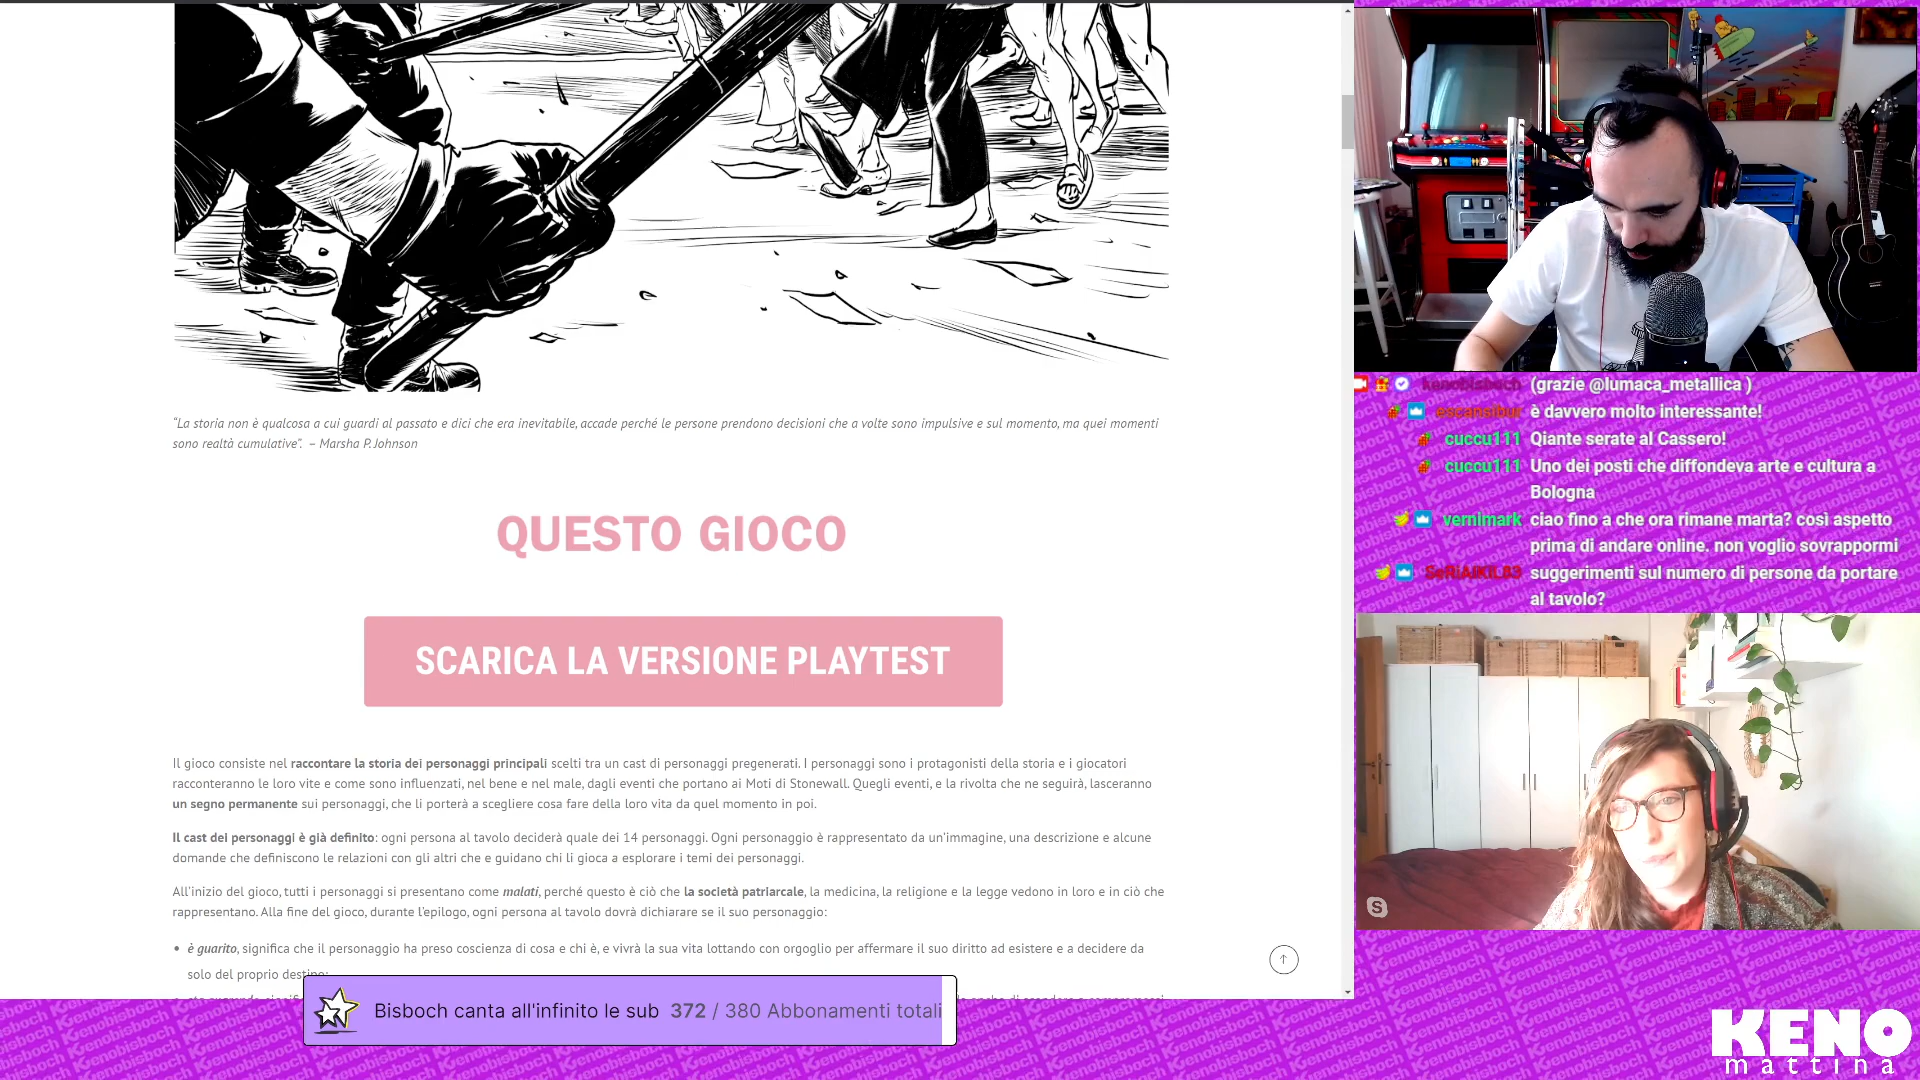 “La storia non è qualcosa a cui guardi al passato e dici che era inevitabile, accade perché le persone prendono decisioni che a volte sono impulsive e sul momento, ma quei momenti
sono realtà cumulative”. – Marsha P. Johnson
QUESTO GIOCO
SCARICA LA VERSIONE PLAYTEST
Il gioco consiste nel raccontare la storia dei personaggi principali scelti tra un cast di personaggi pregenerati. I personaggi sono i protagonisti della storia e i giocatori
racconteranno le loro vite e come sono influenzati, nel bene e nel male, dagli eventi che portano ai Moti di Stonewall. Quegli eventi, e la rivolta che ne seguirà, lasceranno
un segno permanente sui personaggi, che li porterà a scegliere cosa fare della loro vita da quel momento in poi.
Il cast dei personaggi è già definito: ogni persona al tavolo deciderà quale dei 14 personaggi. Ogni personaggio è rappresentato da un’immagine, una descrizione e alcune
domande che definiscono le relazioni con gli altri che e guidano chi li gioca a esplorare i temi dei personaggi.
All’inizio del gioco, tutti i personaggi si presentano come malati, perché questo è ciò che la società patriarcale, la medicina, la religione e la legge vedono in loro e in ciò che
rappresentano. Alla fine del gioco, durante l’epilogo, ogni persona al tavolo dovrà dichiarare se il suo personaggio:
• è guarito, significa che il personaggio ha preso coscienza di cosa e chi è, e vivrà la sua vita lottando con orgoglio per affermare il suo diritto ad esistere e a decidere da
solo del proprio destino;
Bisboch canta all'infinito le sub 372 / 380 Abbonamenti totali
kenobisboch (grazie @lumaca_metallica )
escansibur è davvero molto interessante!
cuccu111 Qiante serate al Cassero!
cuccu111 Uno dei posti che diffondeva arte e cultura a
Bologna
vernimark ciao fino a che ora rimane marta? così aspetto
prima di andare online. non voglio sovrappormi
SeRiAlKiL83 suggerimenti sul numero di persone da portare
al tavolo?
KENO
mattina